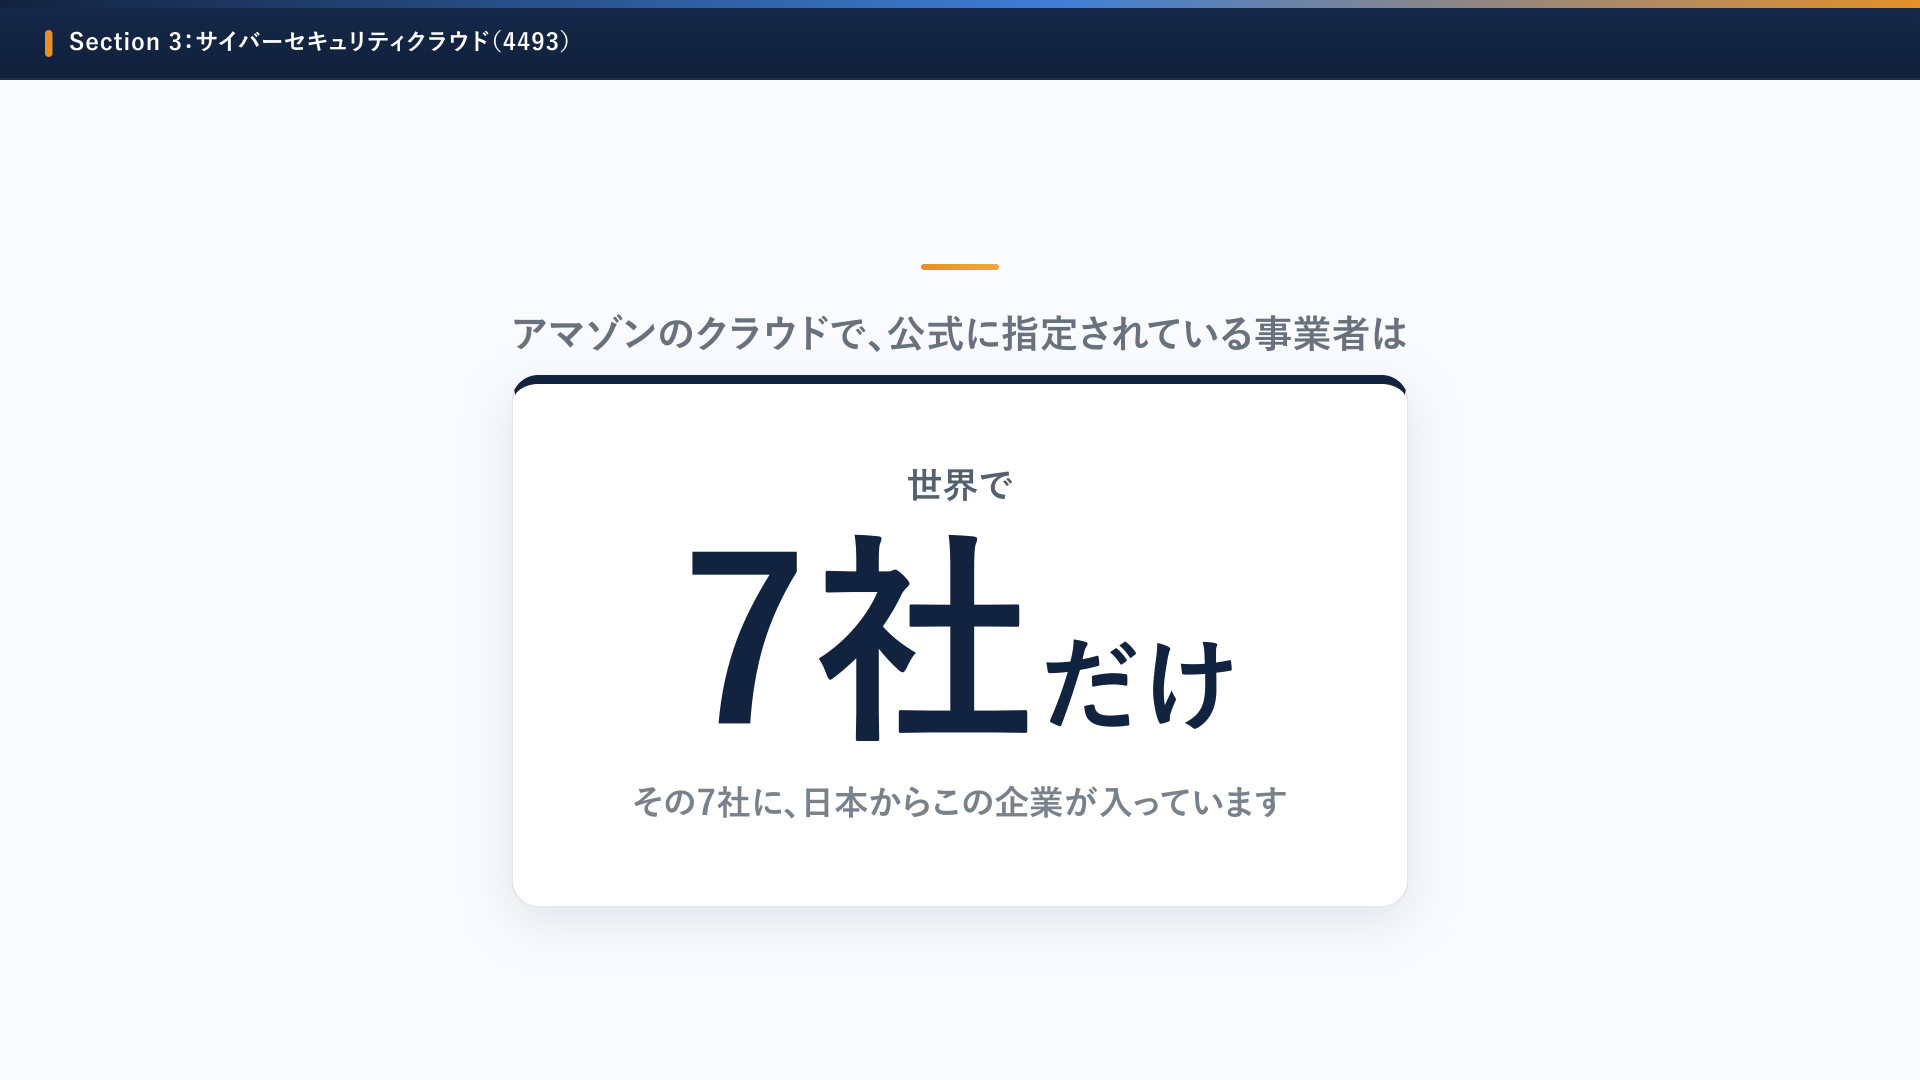 Section 3：サイバーセキュリティクラウド（4493）
アマゾンのクラウドで、公式に指定されている事業者は
世界で
7社だけ
その7社に、日本からこの企業が入っています